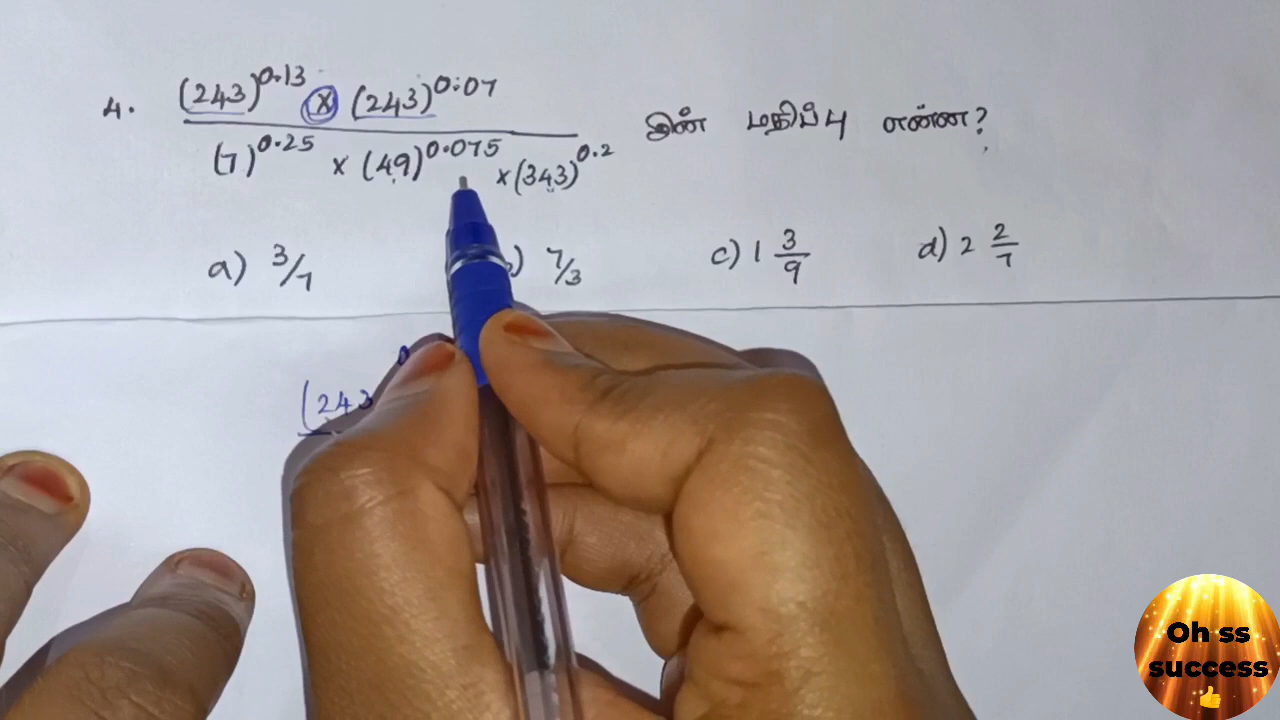 4. (243)^0.13 × (243)^0.07 / (7)^0.25 × (49)^0.075 × (343)^0.2 இன் மதிப்பு என்ன?
a) 3/7 b) 7/3 c) 1 3/9 d) 2 2/7
(243
Oh ss
success